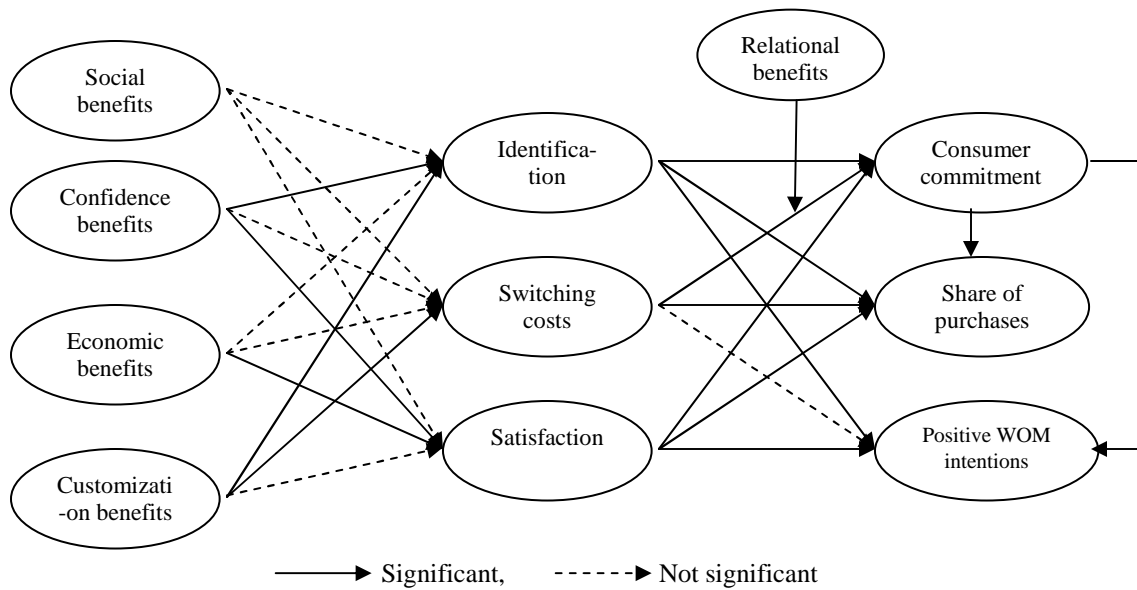 Relational
benefits
Social
benefits
Identifica-
tion
Consumer
commitment
Confidence
benefits
Switching
costs
Share of
purchases
Economic
benefits
Satisfaction
Positive WOM
intentions
Customizati
-on benefits
Significant,
Not significant